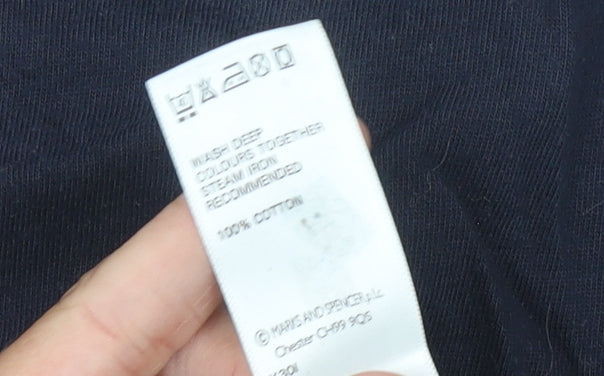 WASH DEEP
COLOURS TOGETHER
STEAM IRON
RECOMMENDED
100% COTTON
© MARKS AND SPENCER p.l.c.
Chester CH99 9QS